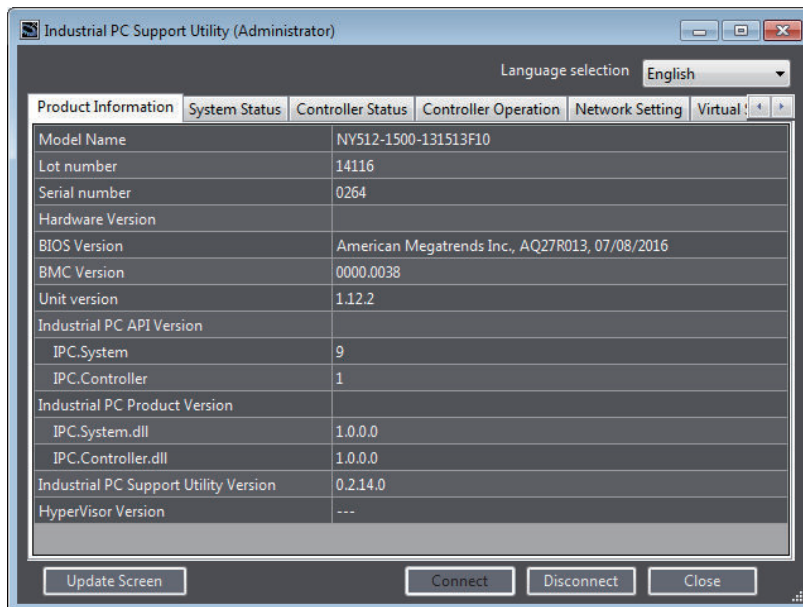 Industrial PC Support Utility (Administrator)
Language selection English
Product Information System Status Controller Status Controller Operation Network Setting Virtual
Model Name NY512-1500-131513F10
Lot number 14116
Serial number 0264
Hardware Version
BIOS Version American Megatrends Inc., AQ27R013, 07/08/2016
BMC Version 0000.0038
Unit version 1.12.2
Industrial PC API Version
IPC.System 9
IPC.Controller 1
Industrial PC Product Version
IPC.System.dll 1.0.0.0
IPC.Controller.dll 1.0.0.0
Industrial PC Support Utility Version 0.2.14.0
HyperVisor Version ---
Update Screen Connect Disconnect Close